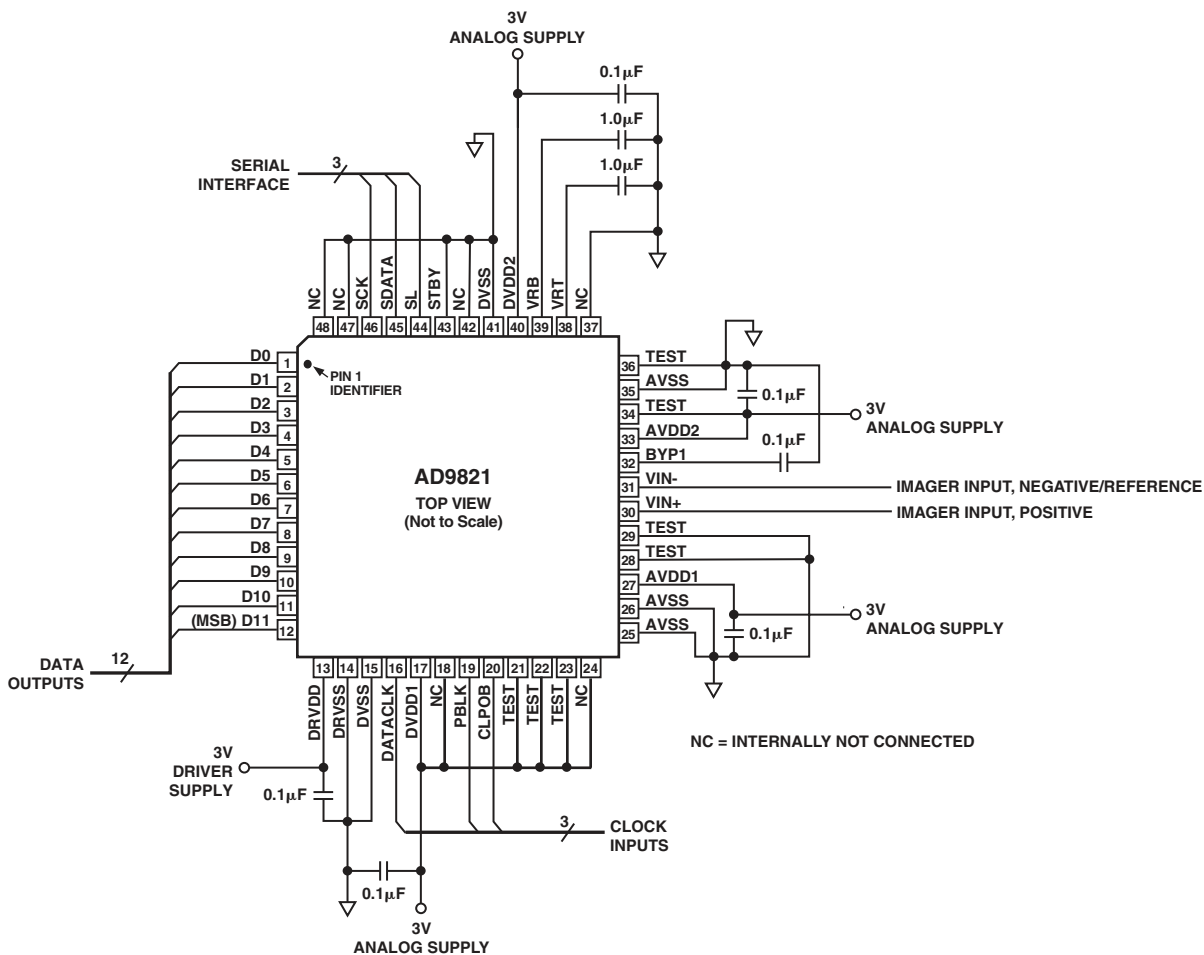 3V
ANALOG SUPPLY
0.1µF
1.0µF
1.0µF
SERIAL
INTERFACE
3
NC
NC
SCK
SDATA
SL
STBY
NC
DVSS
DVDD2
VRB
VRT
NC
48
47
46
45
44
43
42
41
40
39
38
37
D0
1
D1
2
D2
3
D3
4
D4
5
D5
6
D6
7
D7
8
D8
9
D9
10
D10
11
(MSB) D11
12
PIN 1
IDENTIFIER
AD9821
TOP VIEW
(Not to Scale)
36
TEST
35
AVSS
34
TEST
33
AVDD2
32
BYP1
31
VIN-
30
VIN+
29
TEST
28
TEST
27
AVDD1
26
AVSS
25
AVSS
0.1µF
3V
ANALOG SUPPLY
0.1µF
IMAGER INPUT, NEGATIVE/REFERENCE
IMAGER INPUT, POSITIVE
3V
ANALOG SUPPLY
0.1µF
DATA
OUTPUTS
12
13
14
15
16
17
18
19
20
21
22
23
24
DRVDD
DRVSS
DVSS
DATACLK
DVDD1
NC
PBLK
CLPOB
TEST
TEST
TEST
NC
NC = INTERNALLY NOT CONNECTED
3V
DRIVER
SUPPLY
0.1µF
3
CLOCK
INPUTS
0.1µF
3V
ANALOG SUPPLY